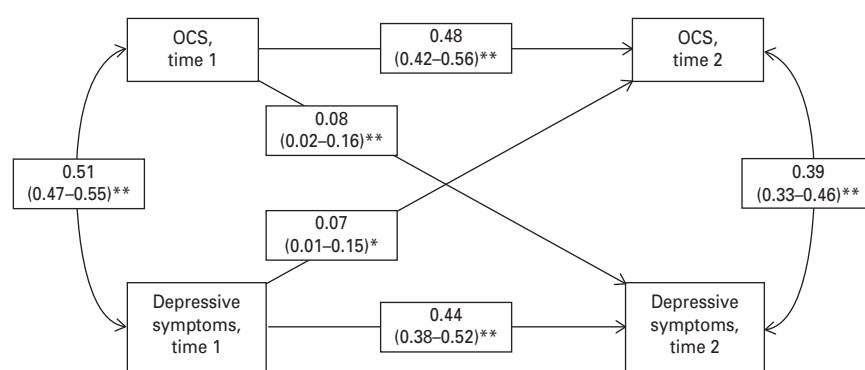 OCS,
time 1
0.48
(0.42–0.56)**
OCS,
time 2
0.08
(0.02–0.16)**
0.51
(0.47–0.55)**
0.39
(0.33–0.46)**
0.07
(0.01–0.15)*
Depressive
symptoms,
time 1
0.44
(0.38–0.52)**
Depressive
symptoms,
time 2